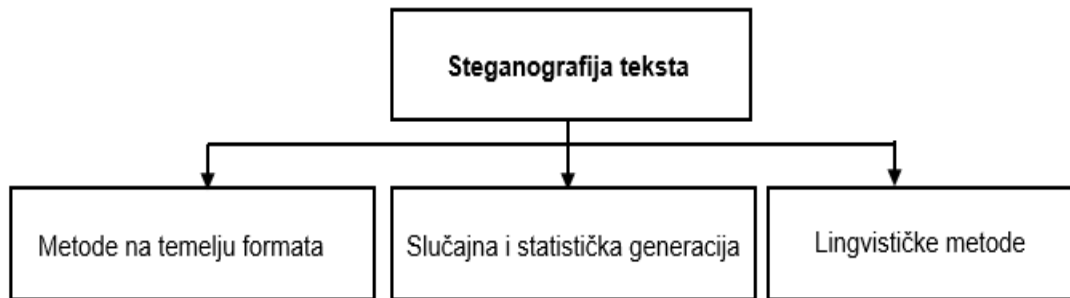 Steganografija teksta
Metode na temelju formata
Slučajna i statistička generacija
Lingvističke metode